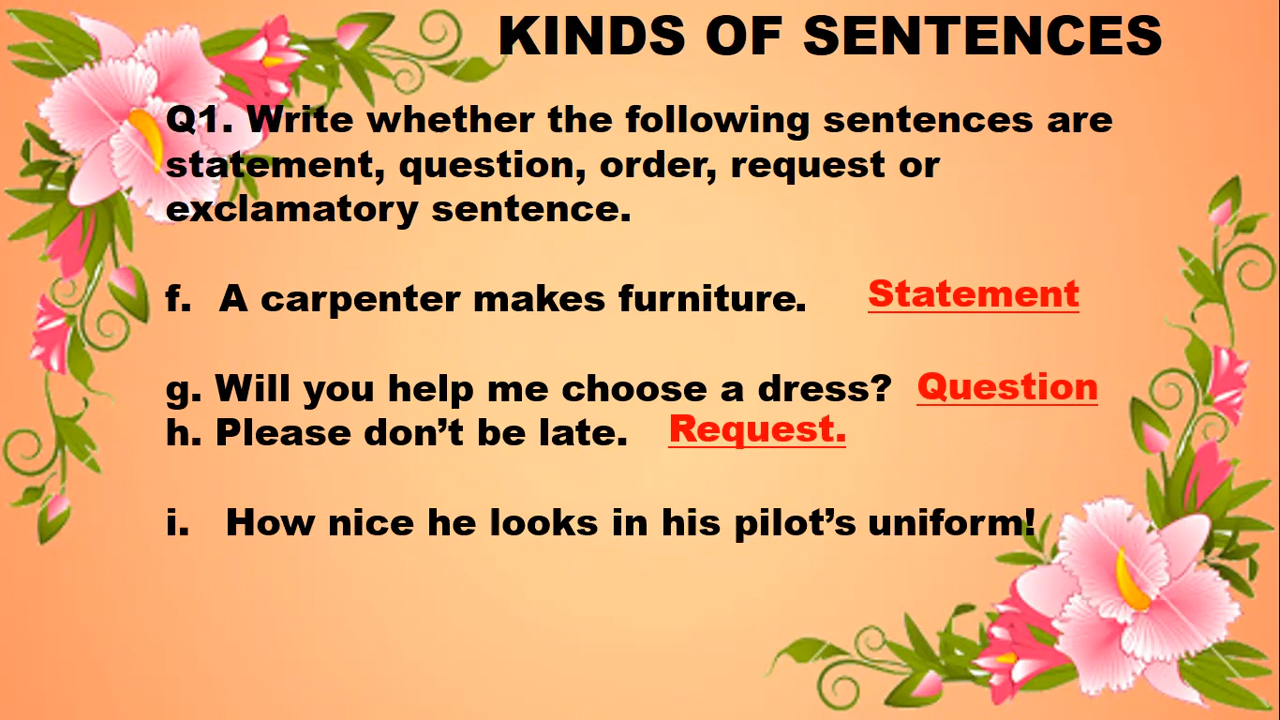 KINDS OF SENTENCES
Q1. Write whether the following sentences are
statement, question, order, request or
exclamatory sentence.
f. A carpenter makes furniture. Statement
g. Will you help me choose a dress? Question
h. Please don’t be late. Request.
i. How nice he looks in his pilot’s uniform!